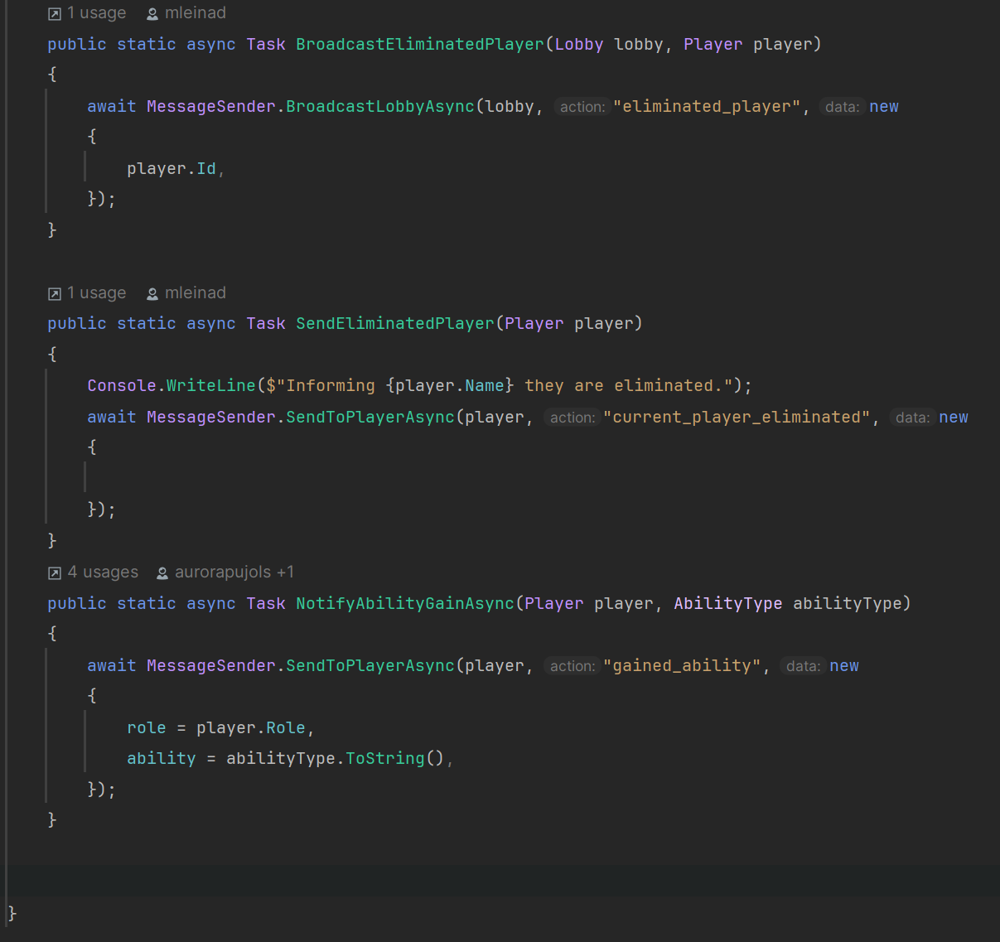 1 usage mleinad
public static async Task BroadcastEliminatedPlayer(Lobby lobby, Player player)
{
await MessageSender.BroadcastLobbyAsync(lobby, action: "eliminated_player", data: new
{
player.Id,
});
}
1 usage mleinad
public static async Task SendEliminatedPlayer(Player player)
{
Console.WriteLine($"Informing {player.Name} they are eliminated.");
await MessageSender.SendToPlayerAsync(player, action: "current_player_eliminated", data: new
{
});
}
4 usages aurorapujols +1
public static async Task NotifyAbilityGainAsync(Player player, AbilityType abilityType)
{
await MessageSender.SendToPlayerAsync(player, action: "gained_ability", data: new
{
role = player.Role,
ability = abilityType.ToString(),
});
}
}